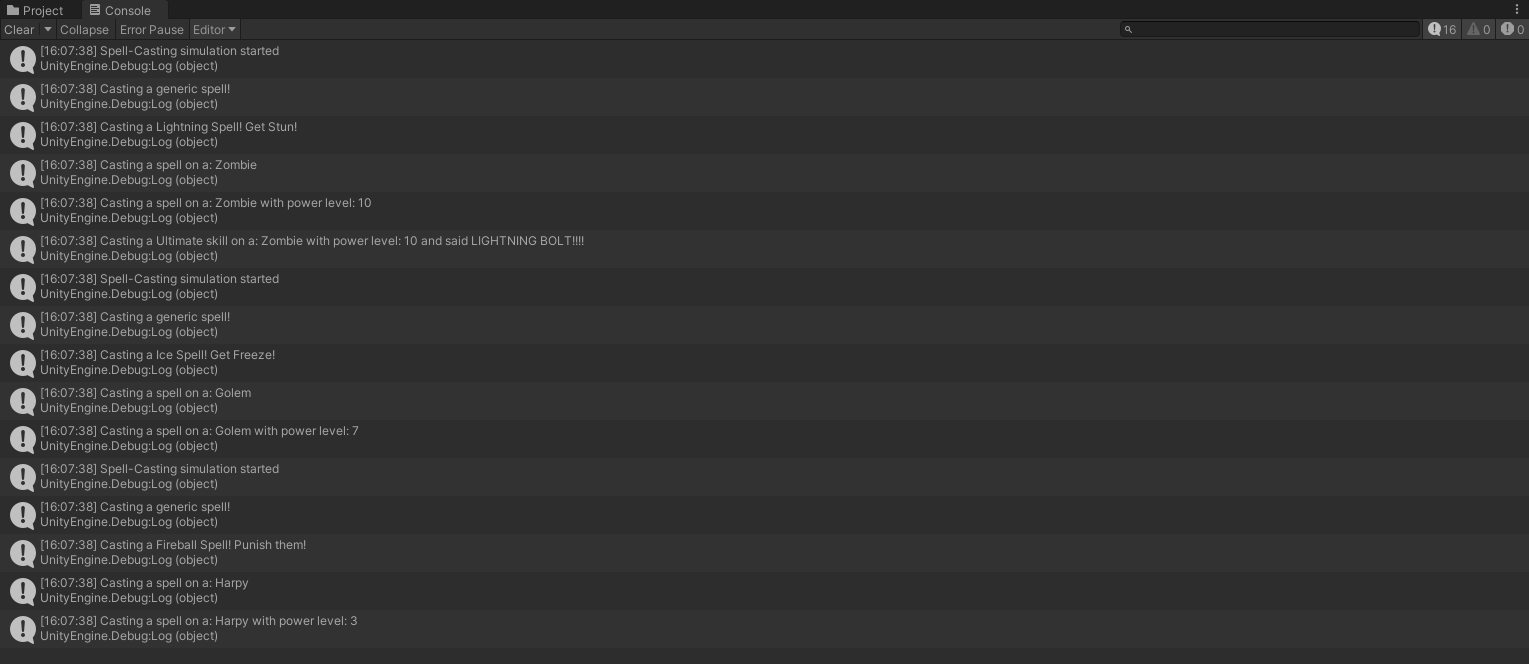 Project Console
Clear Collapse Error Pause Editor 16 0 0
[16:07:38] Spell-Casting simulation started
UnityEngine.Debug:Log (object)
[16:07:38] Casting a generic spell!
UnityEngine.Debug:Log (object)
[16:07:38] Casting a Lightning Spell! Get Stun!
UnityEngine.Debug:Log (object)
[16:07:38] Casting a spell on a: Zombie
UnityEngine.Debug:Log (object)
[16:07:38] Casting a spell on a: Zombie with power level: 10
UnityEngine.Debug:Log (object)
[16:07:38] Casting a Ultimate skill on a: Zombie with power level: 10 and said LIGHTNING BOLT!!!!
UnityEngine.Debug:Log (object)
[16:07:38] Spell-Casting simulation started
UnityEngine.Debug:Log (object)
[16:07:38] Casting a generic spell!
UnityEngine.Debug:Log (object)
[16:07:38] Casting a Ice Spell! Get Freeze!
UnityEngine.Debug:Log (object)
[16:07:38] Casting a spell on a: Golem
UnityEngine.Debug:Log (object)
[16:07:38] Casting a spell on a: Golem with power level: 7
UnityEngine.Debug:Log (object)
[16:07:38] Spell-Casting simulation started
UnityEngine.Debug:Log (object)
[16:07:38] Casting a generic spell!
UnityEngine.Debug:Log (object)
[16:07:38] Casting a Fireball Spell! Punish them!
UnityEngine.Debug:Log (object)
[16:07:38] Casting a spell on a: Harpy
UnityEngine.Debug:Log (object)
[16:07:38] Casting a spell on a: Harpy with power level: 3
UnityEngine.Debug:Log (object)